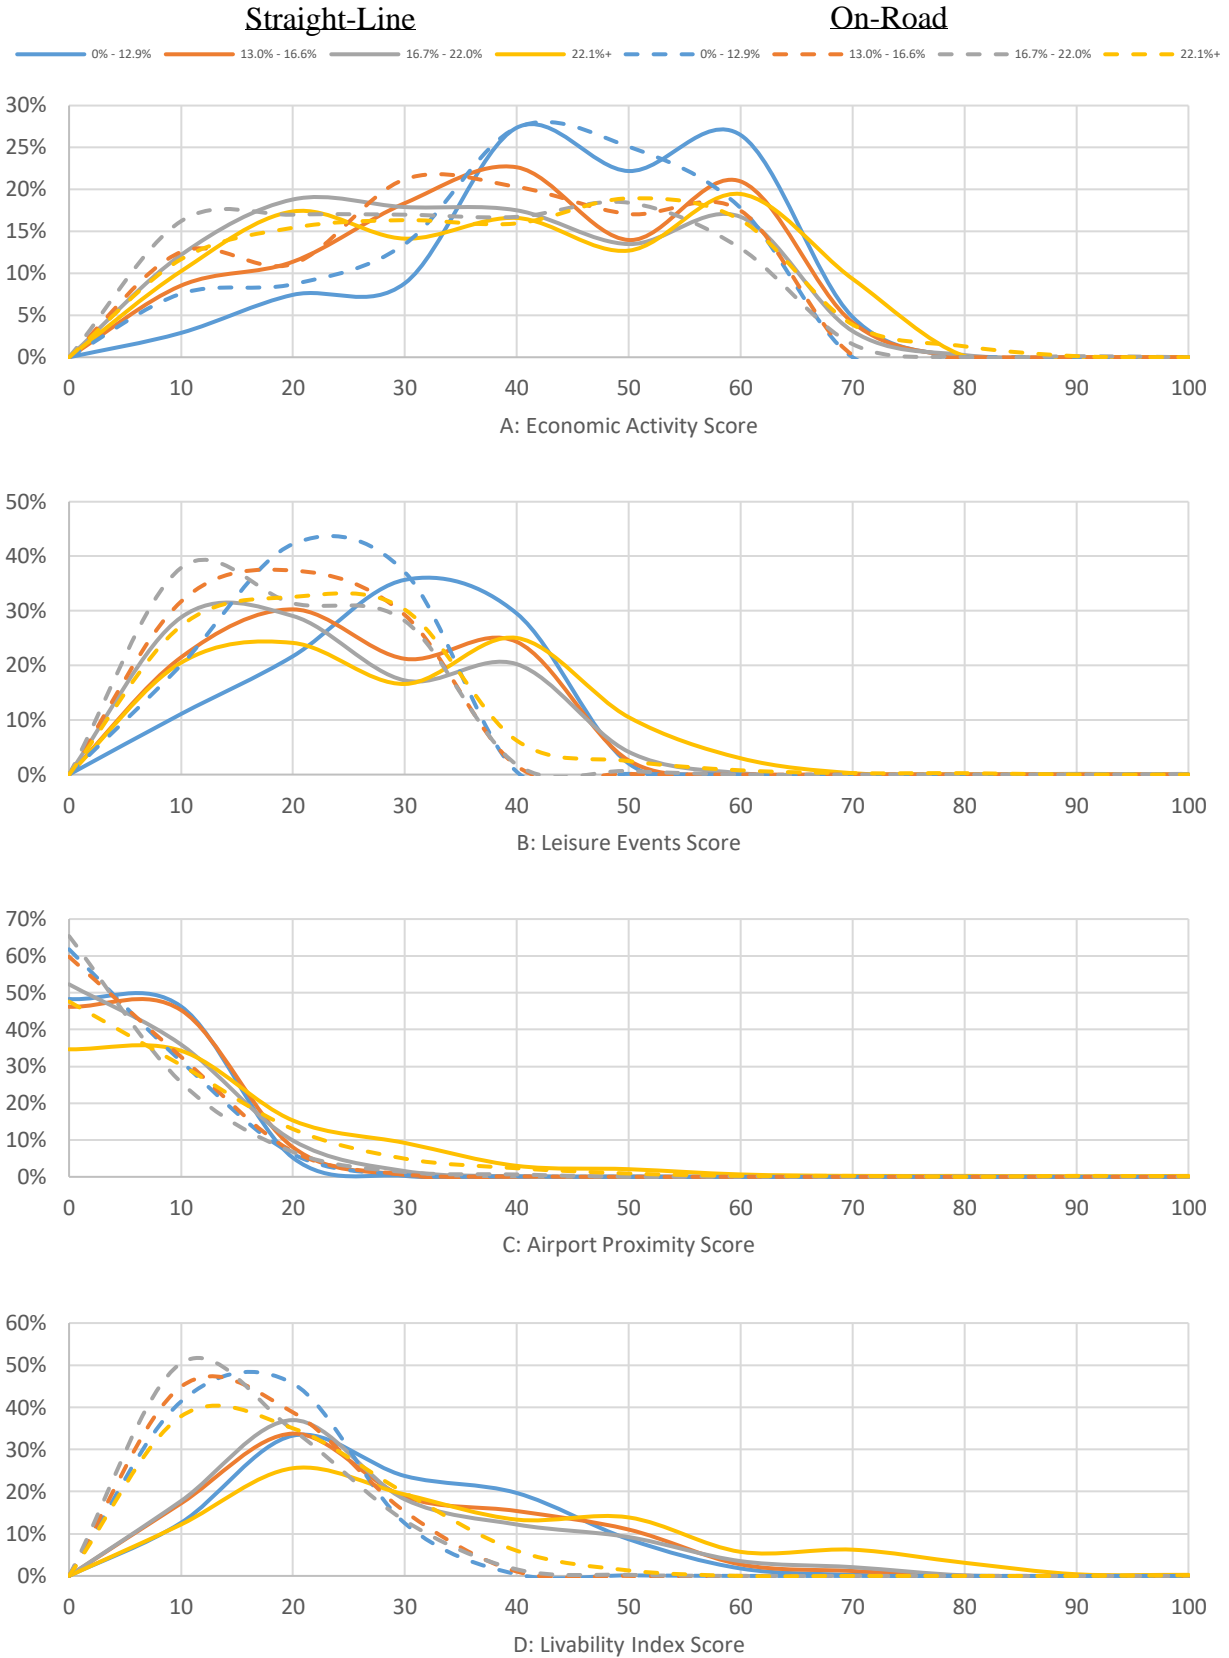 Straight-Line On-Road
0% - 12.9% 13.0% - 16.6% 16.7% - 22.0% 22.1%+ 0% - 12.9% 13.0% - 16.6% 16.7% - 22.0% 22.1%+
30%
25%
20%
15%
10%
5%
0%
0 10 20 30 40 50 60 70 80 90 100
A: Economic Activity Score
50%
40%
30%
20%
10%
0%
0 10 20 30 40 50 60 70 80 90 100
B: Leisure Events Score
70%
60%
50%
40%
30%
20%
10%
0%
0 10 20 30 40 50 60 70 80 90 100
C: Airport Proximity Score
60%
50%
40%
30%
20%
10%
0%
0 10 20 30 40 50 60 70 80 90 100
D: Livability Index Score